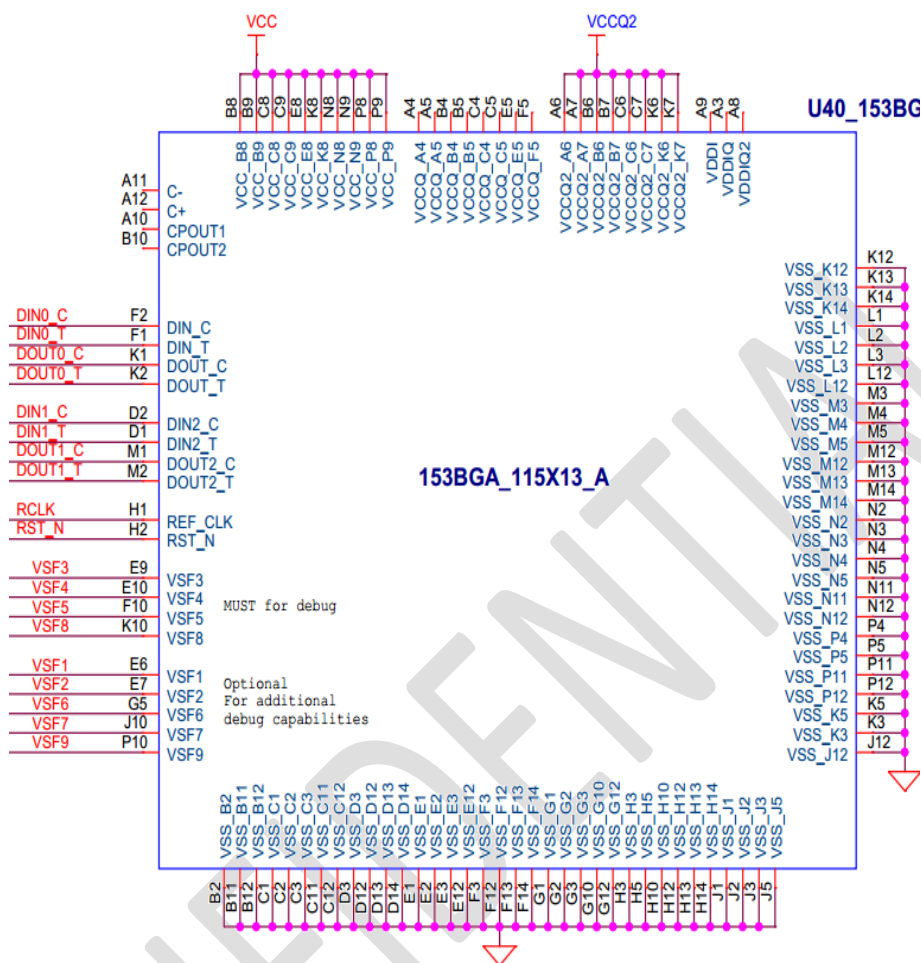 VCC
VCCQ2
U40_153BG
B8 B9 C8 C9 E8 K8 N8 N9 P8 P9 A4 A5 B4 B5 C4 C5 E5 F5 A6 A7 B6 B7 C6 C7 K6 K7 A9 A3 A8
VCC_B8 VCC_B9 VCC_C8 VCC_C9 VCC_E8 VCC_K8 VCC_N8 VCC_N9 VCC_P8 VCC_P9 VCCQ_A4 VCCQ_A5 VCCQ_B4 VCCQ_B5 VCCQ_C4 VCCQ_C5 VCCQ_E5 VCCQ_F5 VCCQ2_A6 VCCQ2_A7 VCCQ2_B6 VCCQ2_B7 VCCQ2_C6 VCCQ2_C7 VCCQ2_K6 VCCQ2_K7 VDDI VDDIQ VDDIQ2
A11 C-
A12 C+
A10 CPOUT1
B10 CPOUT2
DIN0_C F2 DIN_C
DIN0_T F1 DIN_T
DOUT0_C K1 DOUT_C
DOUT0_T K2 DOUT_T
DIN1_C D2 DIN2_C
DIN1_T D1 DIN2_T
DOUT1_C M1 DOUT2_C
DOUT1_T M2 DOUT2_T
153BGA_115X13_A
RCLK H1 REF_CLK
RST_N H2 RST_N
VSF3 E9 VSF3
VSF4 E10 VSF4
VSF5 F10 VSF5
VSF8 K10 VSF8
MUST for debug
VSF1 E6 VSF1
VSF2 E7 VSF2
VSF6 G5 VSF6
VSF7 J10 VSF7
VSF9 P10 VSF9
Optional
For additional
debug capabilities
VSS_K12 K12
VSS_K13 K13
VSS_K14 K14
VSS_L1 L1
VSS_L2 L2
VSS_L3 L3
VSS_L12 L12
VSS_M3 M3
VSS_M4 M4
VSS_M5 M5
VSS_M12 M12
VSS_M13 M13
VSS_M14 M14
VSS_N2 N2
VSS_N3 N3
VSS_N4 N4
VSS_N5 N5
VSS_N11 N11
VSS_N12 N12
VSS_P4 P4
VSS_P5 P5
VSS_P11 P11
VSS_P12 P12
VSS_K5 K5
VSS_K3 K3
VSS_J12 J12
VSS_B2 VSS_B11 VSS_B12 VSS_C1 VSS_C2 VSS_C3 VSS_C11 VSS_C12 VSS_D3 VSS_D12 VSS_D13 VSS_D14 VSS_E1 VSS_E2 VSS_E3 VSS_E12 VSS_F3 VSS_F12 VSS_F13 VSS_F14 VSS_G1 VSS_G2 VSS_G3 VSS_G10 VSS_G12 VSS_H3 VSS_H5 VSS_H10 VSS_H12 VSS_H13 VSS_H14 VSS_J1 VSS_J2 VSS_J3 VSS_J5
B2 B11 B12 C1 C2 C3 C11 C12 D3 D12 D13 D14 E1 E2 E3 E12 F3 F12 F13 F14 G1 G2 G3 G10 G12 H3 H5 H10 H12 H13 H14 J1 J2 J3 J5